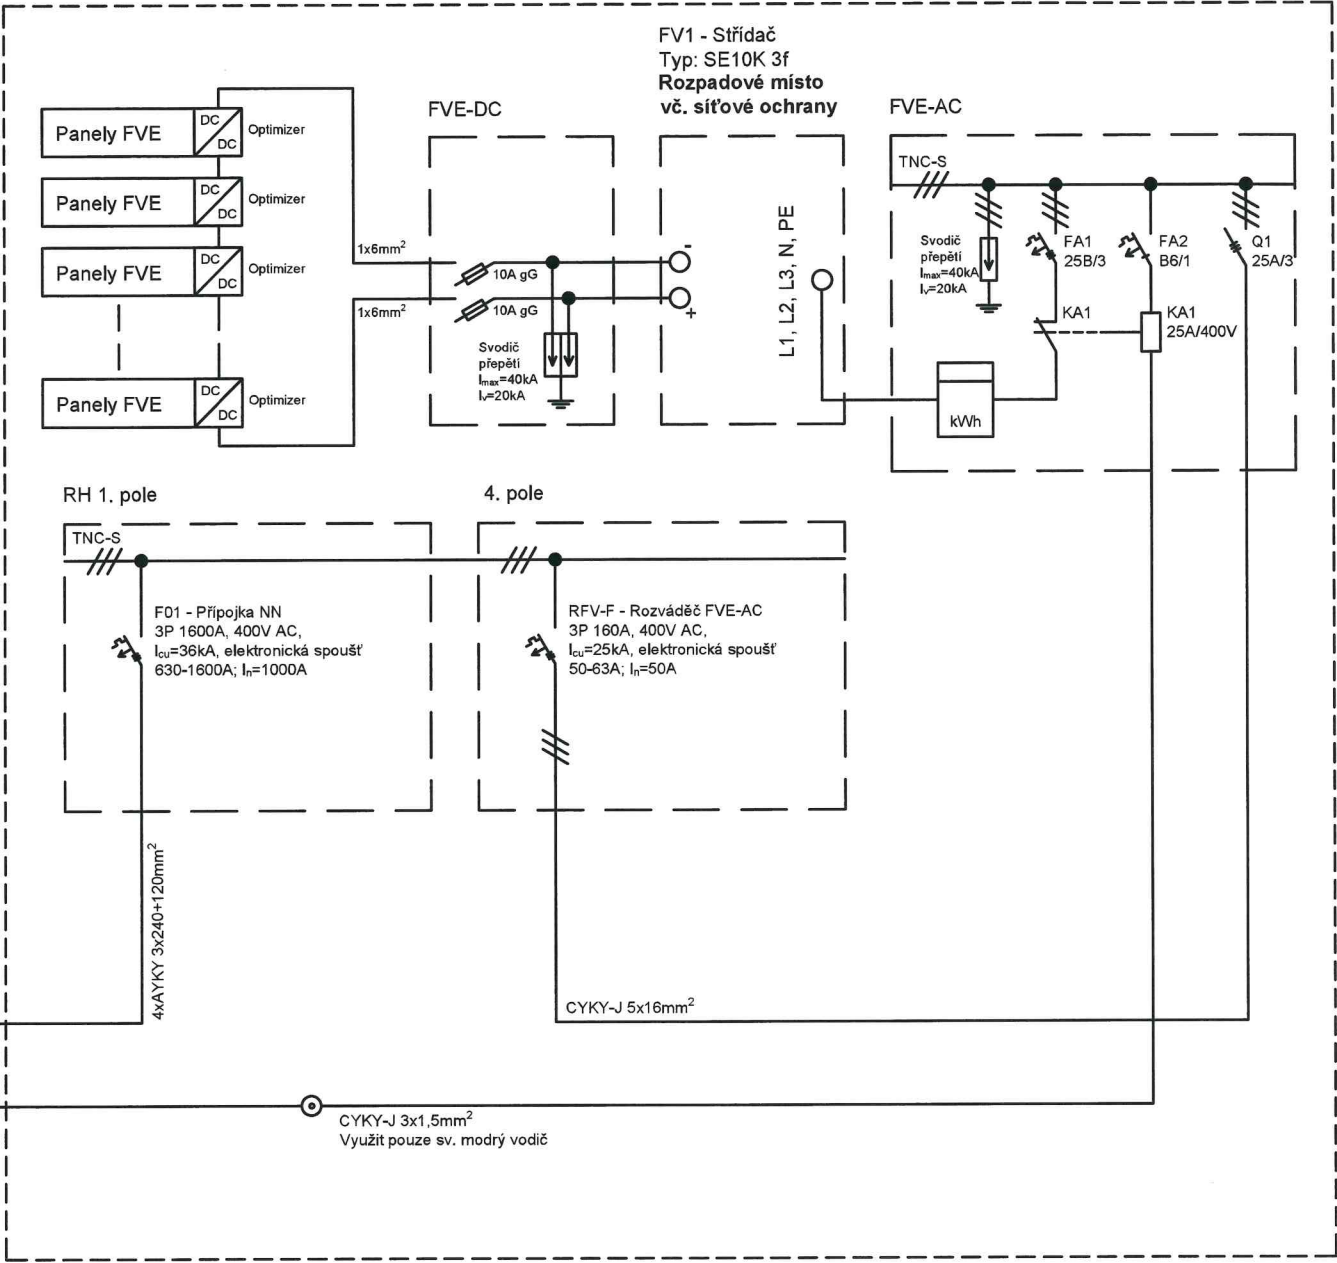 FV1 - Střídač
Typ: SE10K 3f
Rozpadové místo
vč. síťové ochrany
FVE-DC
FVE-AC
Panely FVE
DC
DC
Optimizer
Panely FVE
DC
DC
Optimizer
Panely FVE
DC
DC
Optimizer
Panely FVE
DC
DC
Optimizer
1x6mm²
1x6mm²
10A gG
10A gG
Svodič
přepětí
Imax=40kA
Iv=20kA
-
+
L1, L2, L3, N, PE
TNC-S
Svodič
přepětí
Imax=40kA
Iv=20kA
FA1
25B/3
FA2
B6/1
Q1
25A/3
KA1
KA1
25A/400V
kWh
RH 1. pole
TNC-S
F01 - Přípojka NN
3P 1600A, 400V AC,
Icu=36kA, elektronická spoušť
630-1600A; In=1000A
4. pole
RFV-F - Rozváděč FVE-AC
3P 160A, 400V AC,
Icu=25kA, elektronická spoušť
50-63A; In=50A
4xAYKY 3x240+120mm²
CYKY-J 5x16mm²
CYKY-J 3x1,5mm²
Využit pouze sv. modrý vodič